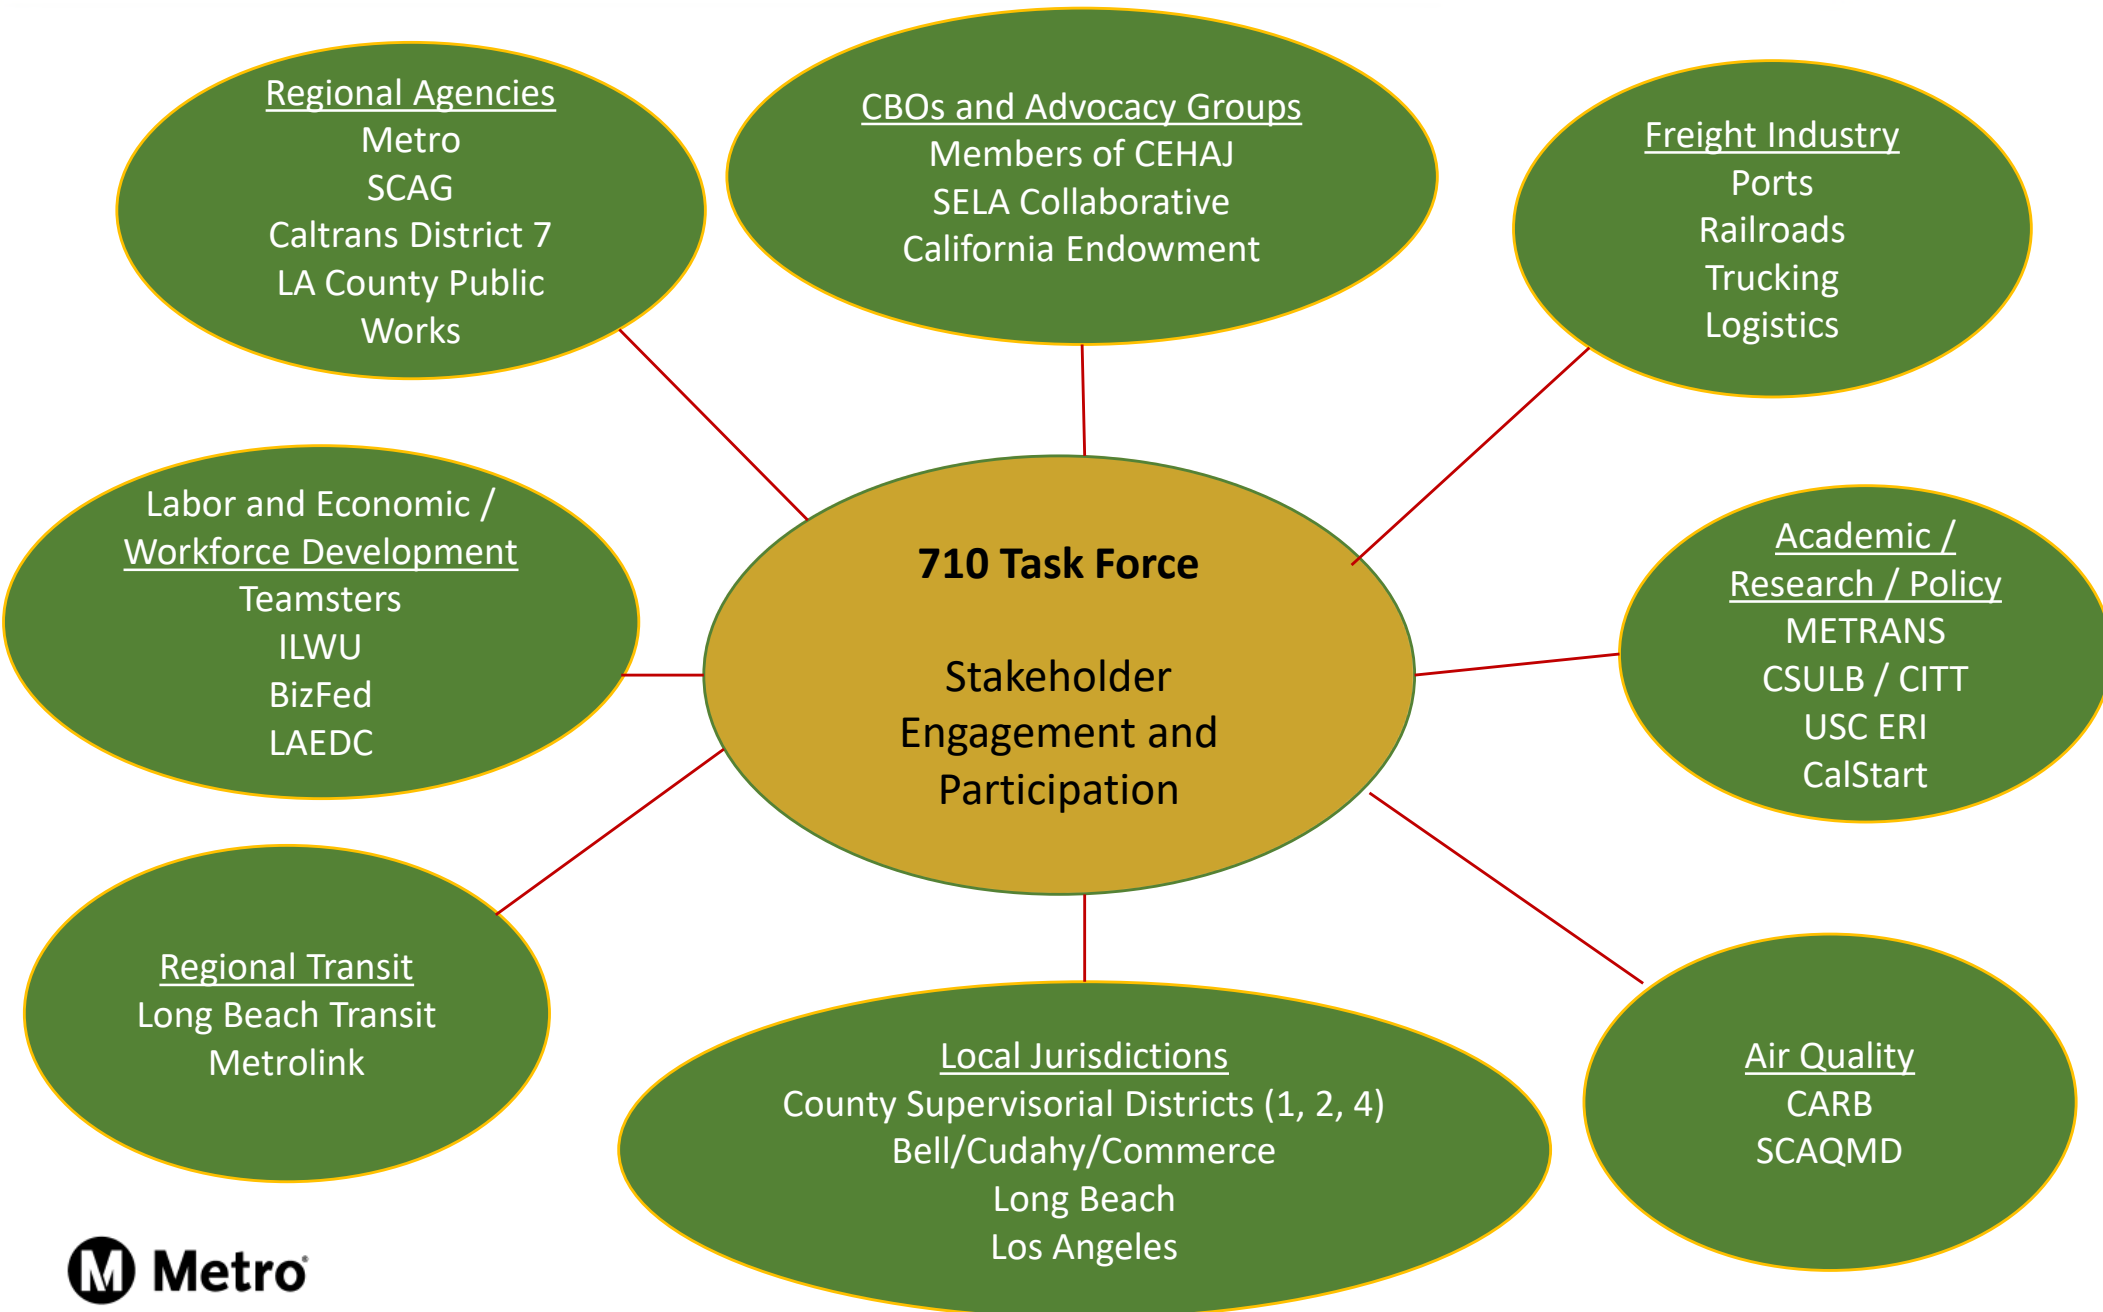 Regional Agencies
Metro
SCAG
Caltrans District 7
LA County Public
Works
CBOs and Advocacy Groups
Members of CEHAJ
SELA Collaborative
California Endowment
Freight Industry
Ports
Railroads
Trucking
Logistics
Labor and Economic /
Workforce Development
Teamsters
ILWU
BizFed
LAEDC
710 Task Force
Stakeholder
Engagement and
Participation
Academic /
Research / Policy
METRANS
CSULB / CITT
USC ERI
CalStart
Regional Transit
Long Beach Transit
Metrolink
Local Jurisdictions
County Supervisorial Districts (1, 2, 4)
Bell/Cudahy/Commerce
Long Beach
Los Angeles
Air Quality
CARB
SCAQMD
M Metro